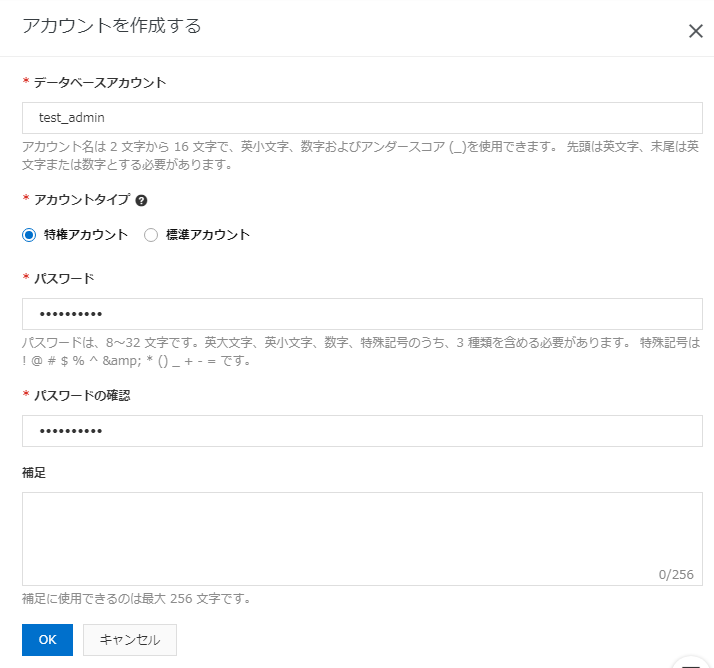 アカウントを作成する
* データベースアカウント
test_admin
アカウント名は 2 文字から 16 文字で、英小文字、数字およびアンダースコア (_)を使用できます。 先頭は英文字、末尾は英
文字または数字とする必要があります。
* アカウントタイプ ?
特権アカウント 標準アカウント
* パスワード
••••••••••
パスワードは、8～32 文字です。英大文字、英小文字、数字、特殊記号のうち、3 種類を含める必要があります。 特殊記号は
! @ # $ % ^ &amp; * () _ + - = です。
* パスワードの確認
••••••••••
補足
0/256
補足に使用できるのは最大 256 文字です。
OK キャンセル